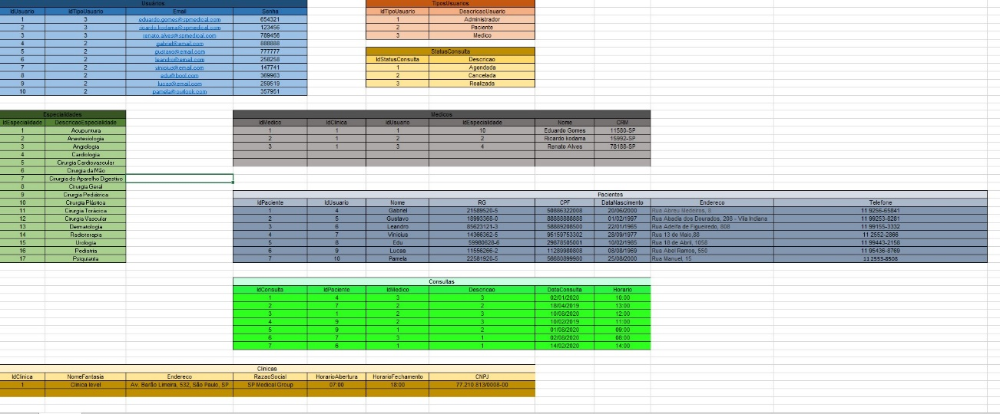 Usuários
IdUsuario IdTipoUsuario Email Senha
1 3 eduardo.gomes@spmedical.com 654321
2 3 ricardo.kodama@spmedical.com 123456
3 3 renato.alves@spmedical.com 789456
4 2 gabriel@email.com 888888
5 2 gustavo@email.com 777777
6 2 leandro@email.com 258258
7 2 vinicius@email.com 147741
8 2 edu@bool.com 369963
9 2 lucas@email.com 259519
10 2 pamela@outlook.com 357951
TiposUsuarios
IdTipoUsuario DescricaoUsuario
1 Administrador
2 Paciente
3 Medico
StatusConsulta
IdStatusConsulta Descricao
1 Agendada
2 Cancelada
3 Realizada
Especialidades
IdEspecialidade DescricaoEspecialidade
1 Acupuntura
2 Anestesiologia
3 Angiologia
4 Cardiologia
5 Cirurgia Cardiovascular
6 Cirurgia da Mão
7 Cirurgia do Aparelho Digestivo
8 Cirurgia Geral
9 Cirurgia Pediátrica
10 Cirurgia Plástica
11 Cirurgia Torácica
12 Cirurgia Vascular
13 Dermatologia
14 Radioterapia
15 Urologia
16 Pediatria
17 Psiquiatria
Medicos
IdMedico IdClinica IdUsuario IdEspecialidade Nome CRM
1 1 1 10 Eduardo Gomes 11580-SP
2 1 2 2 Ricardo kodama 15992-SP
3 1 3 4 Renato Alves 78188-SP
Pacientes
IdPaciente IdUsuario Nome RG CPF DataNascimento Endereco Telefone
1 4 Gabriel 21589520-5 50886322008 20/06/2000 Rua Abreu Medeiros, 8 11 9256-65841
2 5 Gustavo 18993368-0 88888888888 01/02/1997 Rua Abadia dos Dourados, 208 - Vila Indiana 11 99253-8281
3 6 Leandro 85623121-3 58889208500 22/01/1965 Rua Adelfa de Figueiredo, 808 11 99155-3332
4 7 Vinicius 14366362-5 95159753302 28/09/1977 Rua 13 de Maio,88 11 2552-2666
5 8 Edu 59980628-6 29878505001 10/02/1985 Rua 18 de Abril, 1058 11 99443-2158
6 9 Lucas 11556266-2 11289980808 08/08/1969 Rua Abel Ramos, 550 11 95436-8769
7 10 Pamela 22581920-5 56680899980 25/08/2000 Rua Manuel, 15 11 2553-8508
Consultas
IdConsulta IdPaciente IdMedico Descricao DataConsulta Horario
1 4 3 3 02/01/2020 10:00
2 7 2 2 18/04/2019 13:00
3 1 2 3 10/08/2020 12:00
4 9 2 3 10/02/2019 11:00
5 9 1 2 01/08/2020 09:00
6 7 3 1 02/08/2020 08:00
7 6 1 1 14/02/2020 14:00
Clinicas
IdClinica NomeFantasia Endereco RazaoSocial HorarioAbertura HorarioFechamento CNPJ
1 Clinica level Av. Barão Limeira, 532, São Paulo, SP SP Medical Group 07:00 18:00 77.210.813/0008-00